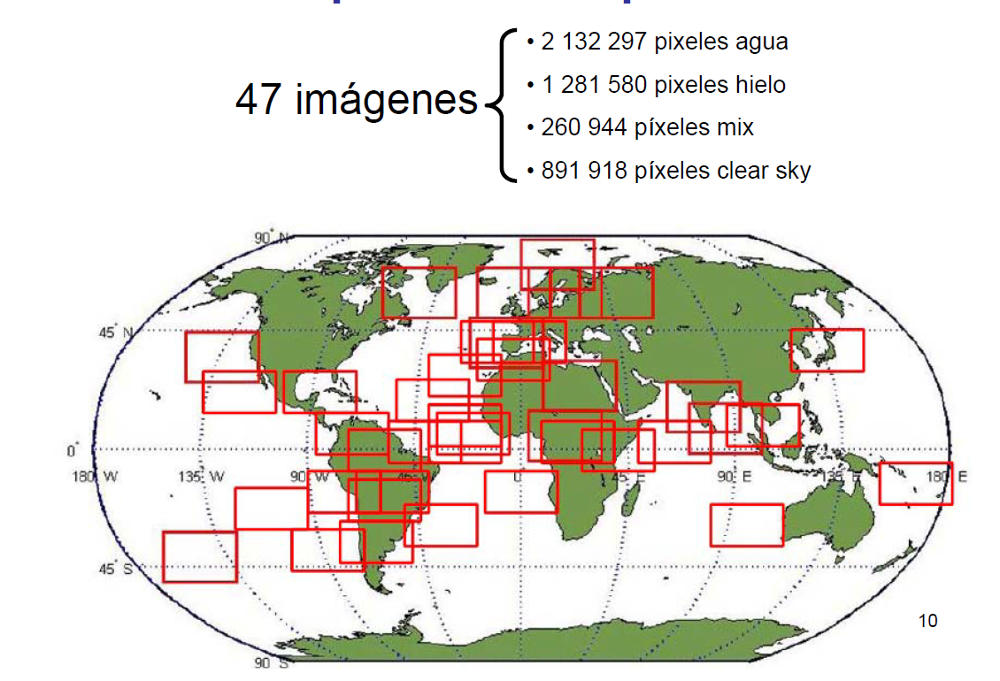 47 imágenes
• 2 132 297 pixeles agua
• 1 281 580 pixeles hielo
• 260 944 píxeles mix
• 891 918 píxeles clear sky
90° N
45° N
0°
180° W 135° W 90° W 45° W 0° 45° E 90° E 135° E 180° E
45° S
90° S
10